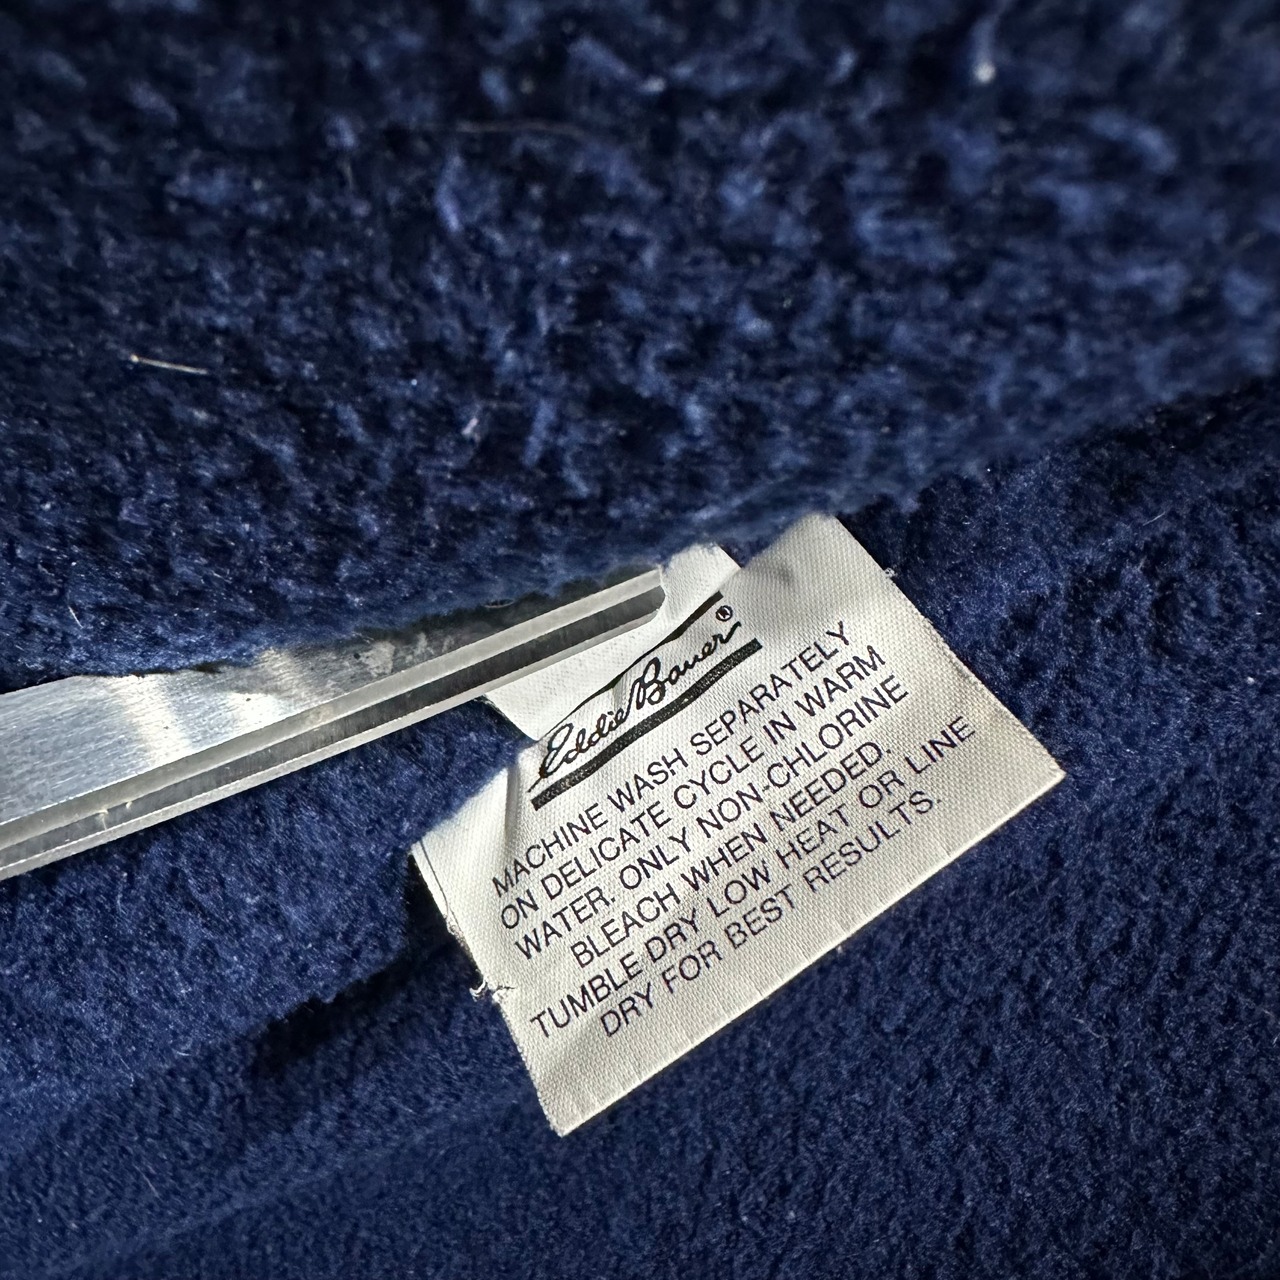 Eddie Bauer®
MACHINE WASH SEPARATELY
ON DELICATE CYCLE IN WARM
WATER. ONLY NON-CHLORINE
BLEACH WHEN NEEDED.
TUMBLE DRY LOW HEAT OR LINE
DRY FOR BEST RESULTS.